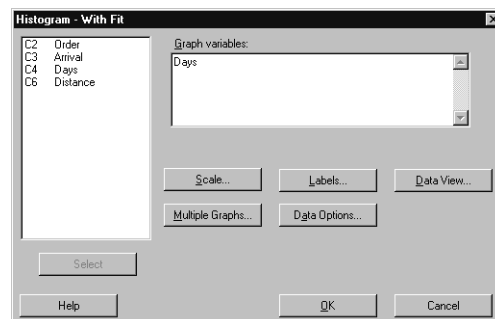 Histogram - With Fit
C2 Order
C3 Arrival
C4 Days
C6 Distance
Graph variables:
Days
Scale...
Labels...
Data View...
Multiple Graphs...
Data Options...
Select
Help
OK
Cancel